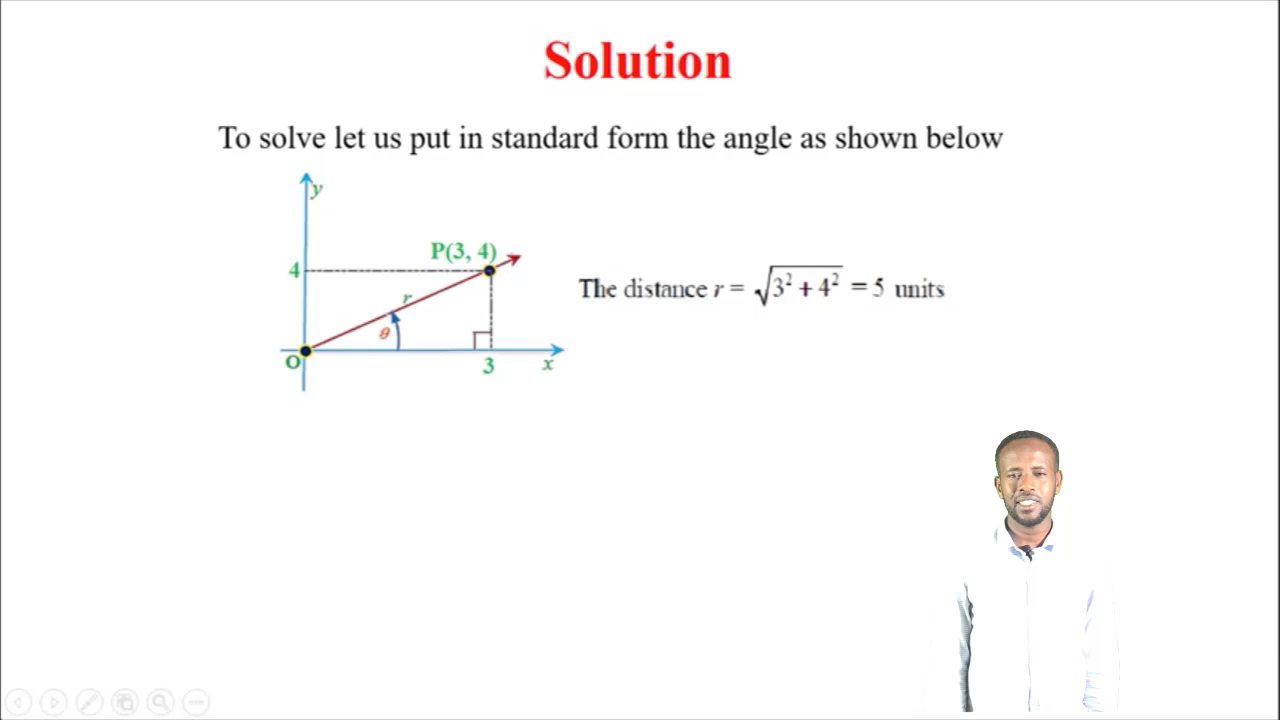 Solution
To solve let us put in standard form the angle as shown below
y
P(3, 4)
4
r
θ
O
3
x
The distance r = √3² + 4² = 5 units